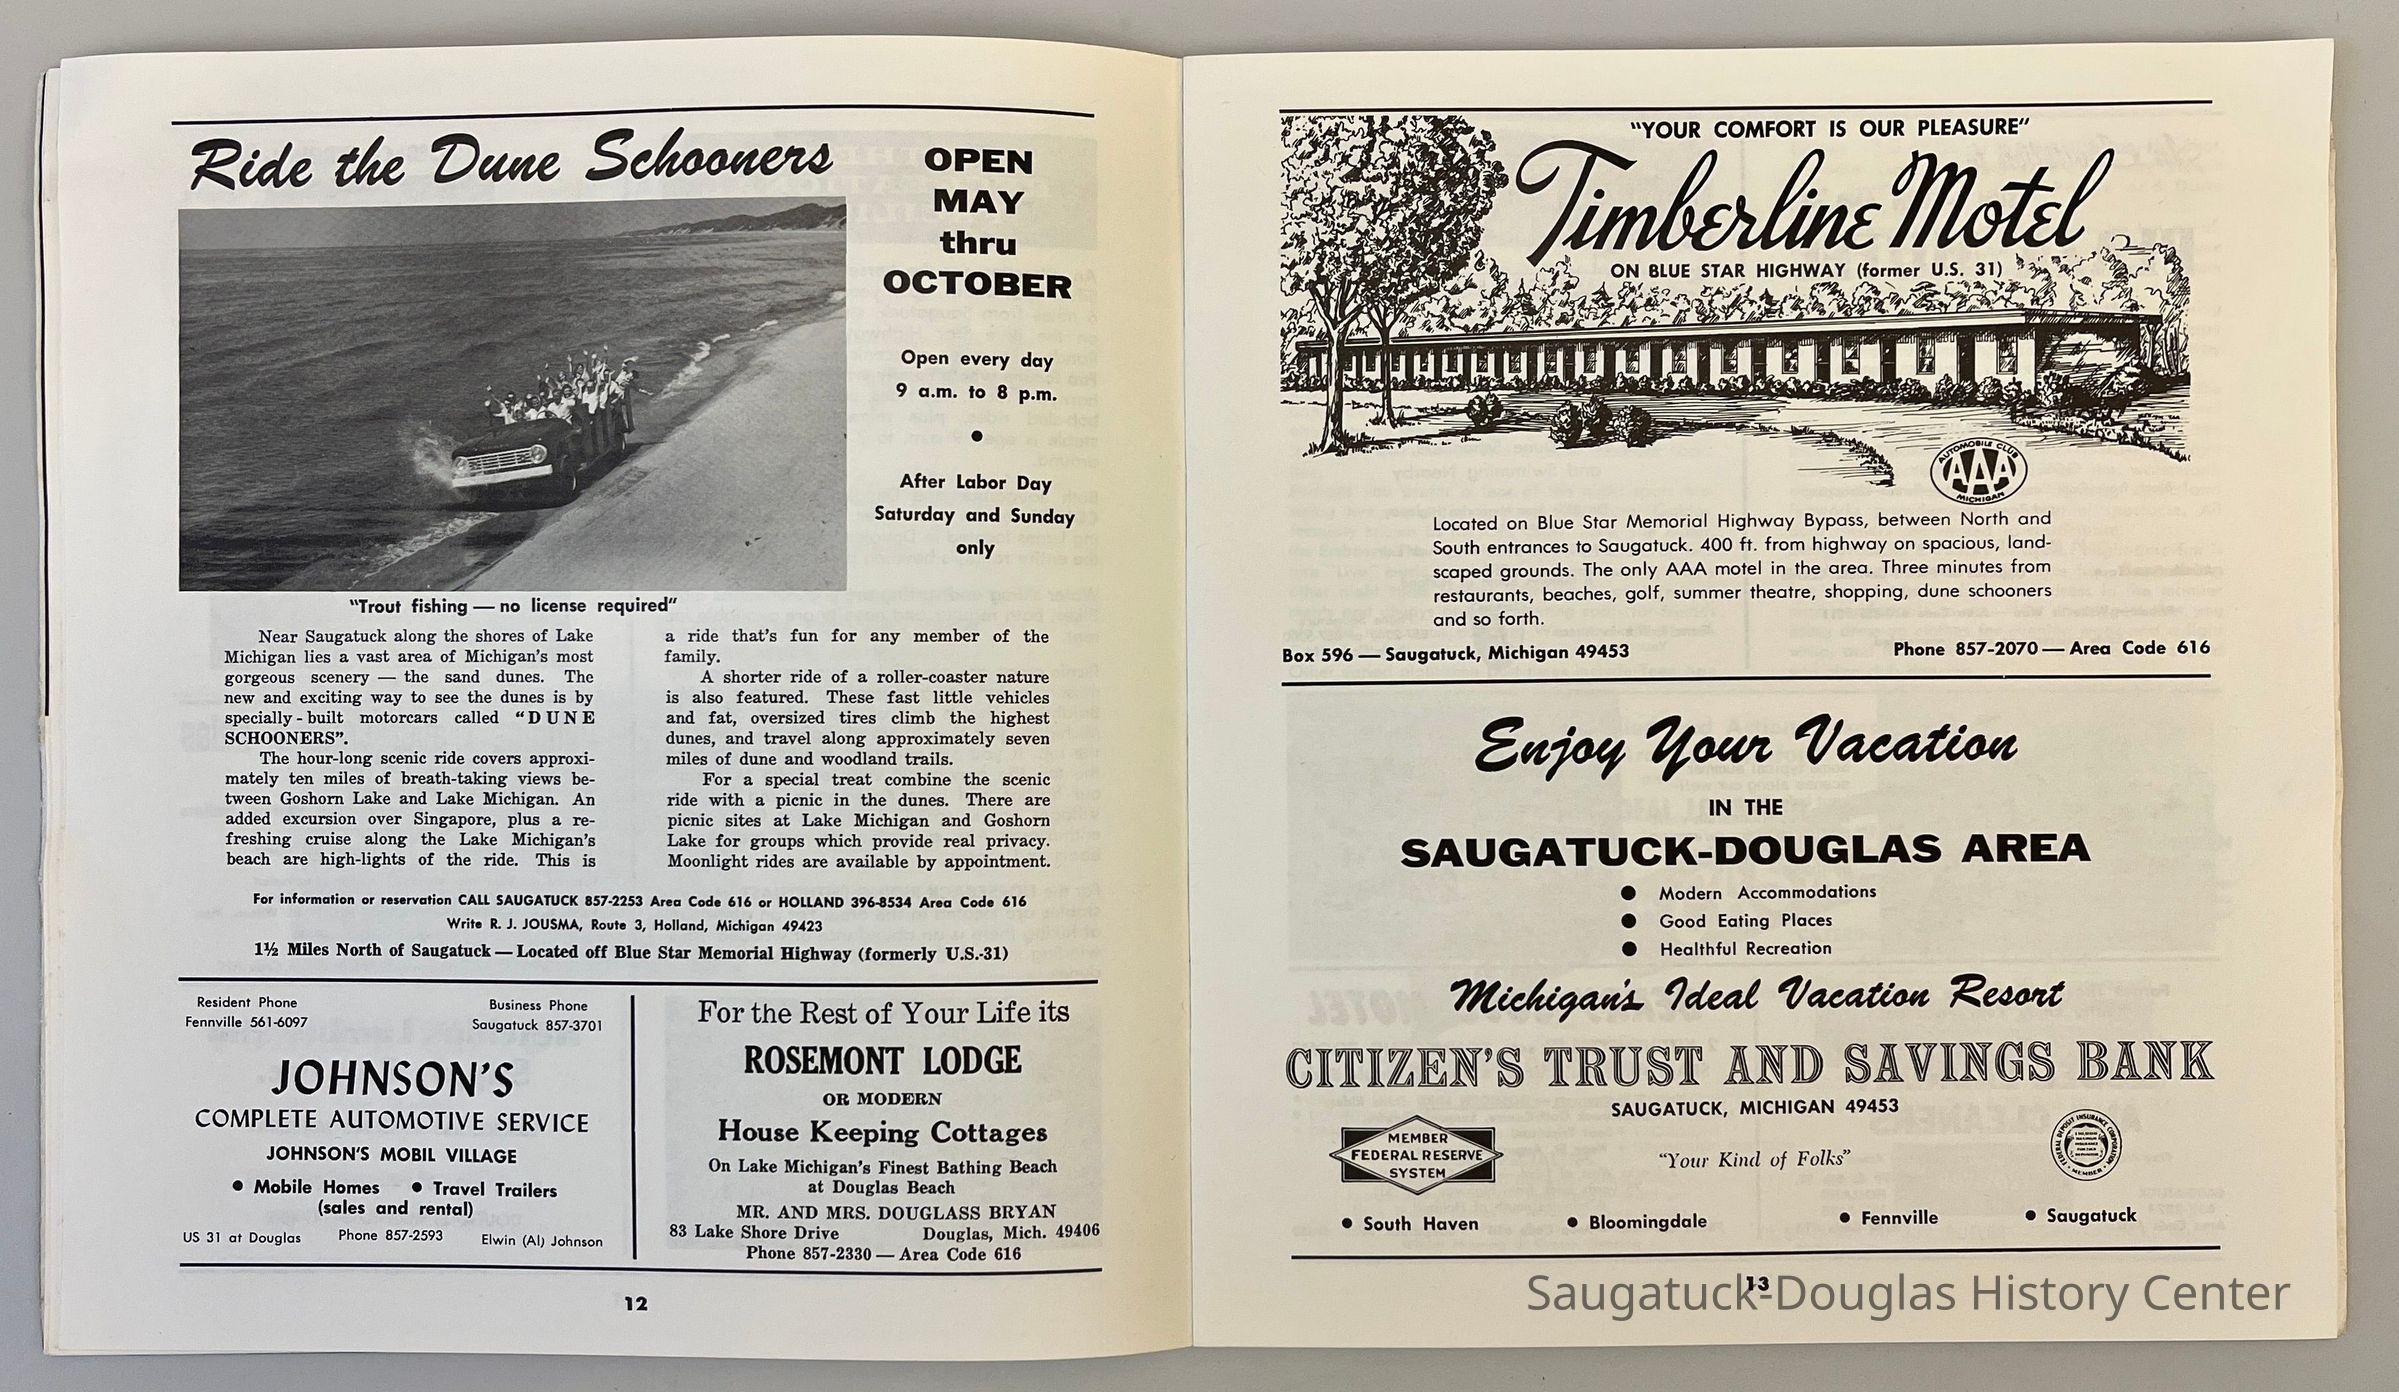 Ride the Dune Schooners
OPEN
MAY
thru
OCTOBER
Open every day
9 a.m. to 8 p.m.
•
After Labor Day
Saturday and Sunday
only
"Trout fishing — no license required"
Near Saugatuck along the shores of Lake
Michigan lies a vast area of Michigan's most
gorgeous scenery — the sand dunes. The
new and exciting way to see the dunes is by
specially-built motorcars called "DUNE
SCHOONERS".
The hour-long scenic ride covers approxi-
mately ten miles of breath-taking views be-
tween Goshorn Lake and Lake Michigan. An
added excursion over Singapore, plus a re-
freshing cruise along the Lake Michigan's
beach are high-lights of the ride. This is
a ride that's fun for any member of the
family.
A shorter ride of a roller-coaster nature
is also featured. These fast little vehicles
and fat, oversized tires climb the highest
dunes, and travel along approximately seven
miles of dune and woodland trails.
For a special treat combine the scenic
ride with a picnic in the dunes. There are
picnic sites at Lake Michigan and Goshorn
Lake for groups which provide real privacy.
Moonlight rides are available by appointment.
For information or reservation CALL SAUGATUCK 857-2253 Area Code 616 or HOLLAND 396-8534 Area Code 616
Write R. J. JOUSMA, Route 3, Holland, Michigan 49423
1½ Miles North of Saugatuck — Located off Blue Star Memorial Highway (formerly U.S.-31)
Resident Phone
Fennville 561-6097
Business Phone
Saugatuck 857-3701
JOHNSON'S
COMPLETE AUTOMOTIVE SERVICE
JOHNSON'S MOBIL VILLAGE
• Mobile Homes • Travel Trailers
(sales and rental)
US 31 at Douglas Phone 857-2593 Elwin (Al) Johnson
For the Rest of Your Life its
ROSEMONT LODGE
OR MODERN
House Keeping Cottages
On Lake Michigan's Finest Bathing Beach
at Douglas Beach
MR. AND MRS. DOUGLASS BRYAN
83 Lake Shore Drive Douglas, Mich. 49406
Phone 857-2330 — Area Code 616
12
"YOUR COMFORT IS OUR PLEASURE"
Timberline Motel
ON BLUE STAR HIGHWAY (former U.S. 31)
AUTOMOBILE CLUB
AAA
MICHIGAN
Located on Blue Star Memorial Highway Bypass, between North and
South entrances to Saugatuck. 400 ft. from highway on spacious, land-
scaped grounds. The only AAA motel in the area. Three minutes from
restaurants, beaches, golf, summer theatre, shopping, dune schooners
and so forth.
Box 596 — Saugatuck, Michigan 49453 Phone 857-2070 — Area Code 616
Enjoy Your Vacation
IN THE
SAUGATUCK-DOUGLAS AREA
• Modern Accommodations
• Good Eating Places
• Healthful Recreation
Michigan's Ideal Vacation Resort
CITIZEN'S TRUST AND SAVINGS BANK
SAUGATUCK, MICHIGAN 49453
MEMBER
FEDERAL RESERVE
SYSTEM
"Your Kind of Folks"
FEDERAL DEPOSIT INSURANCE CORPORATION
MEMBER
• South Haven • Bloomingdale • Fennville • Saugatuck
13
Saugatuck-Douglas History Center